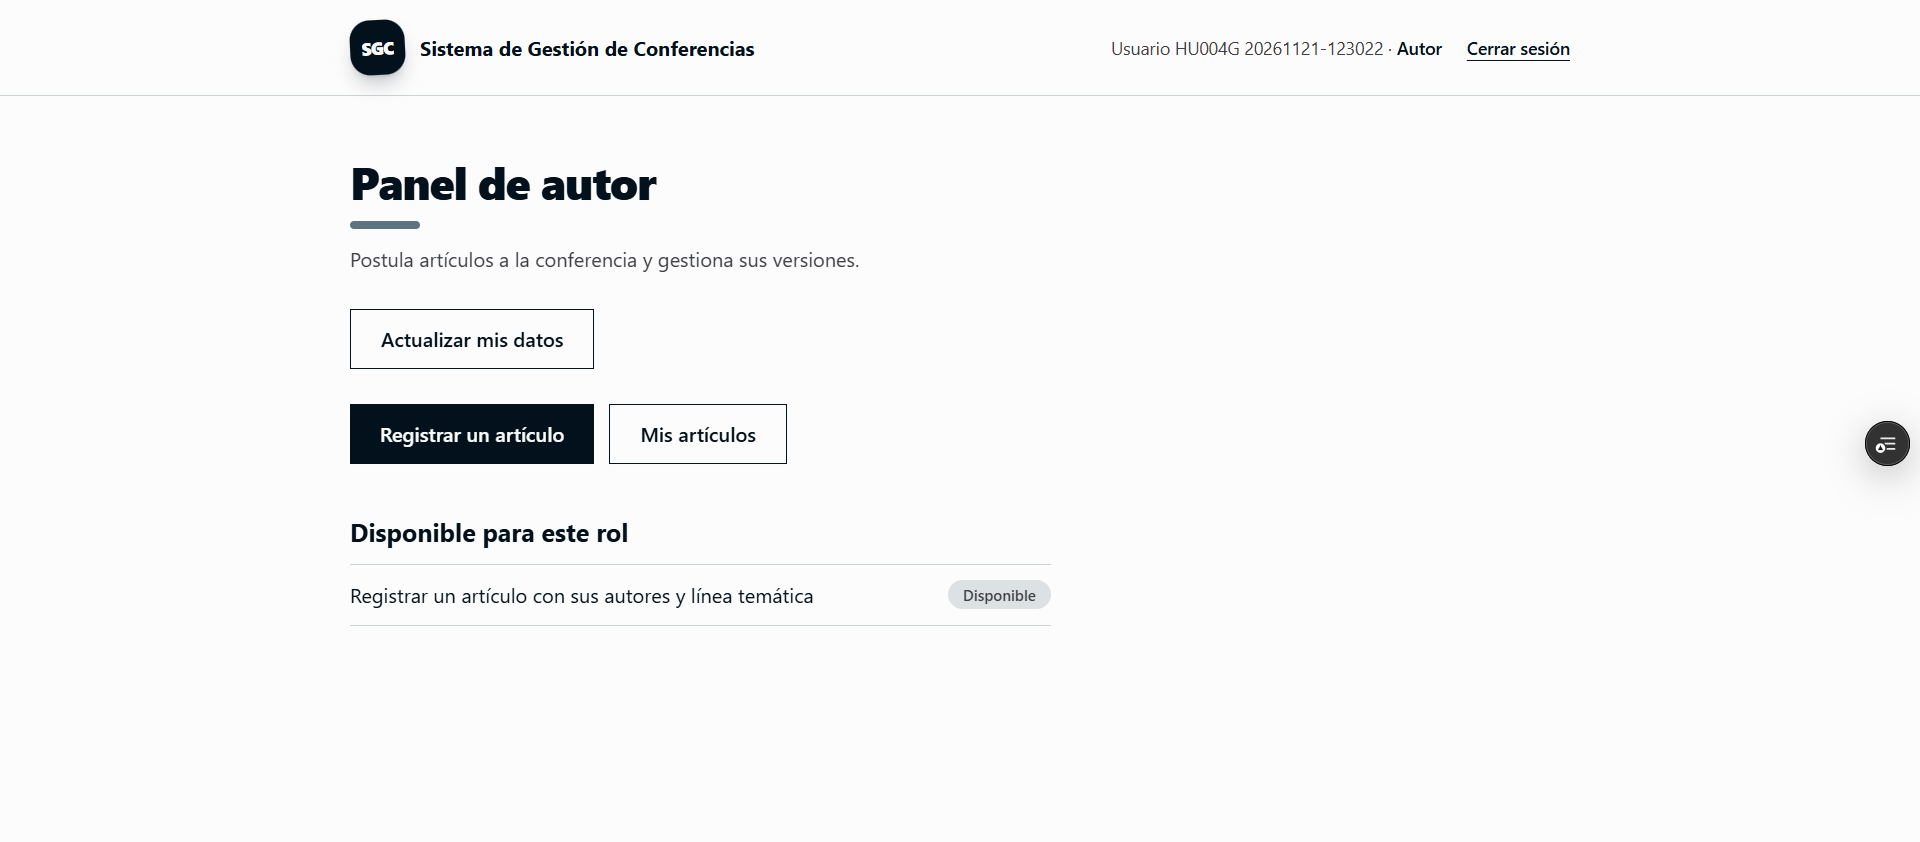 SGC
Sistema de Gestión de Conferencias
Usuario HU004G 20261121-123022 · Autor
Cerrar sesión
Panel de autor
Postula artículos a la conferencia y gestiona sus versiones.
Actualizar mis datos
Registrar un artículo
Mis artículos
Disponible para este rol
Registrar un artículo con sus autores y línea temática
Disponible